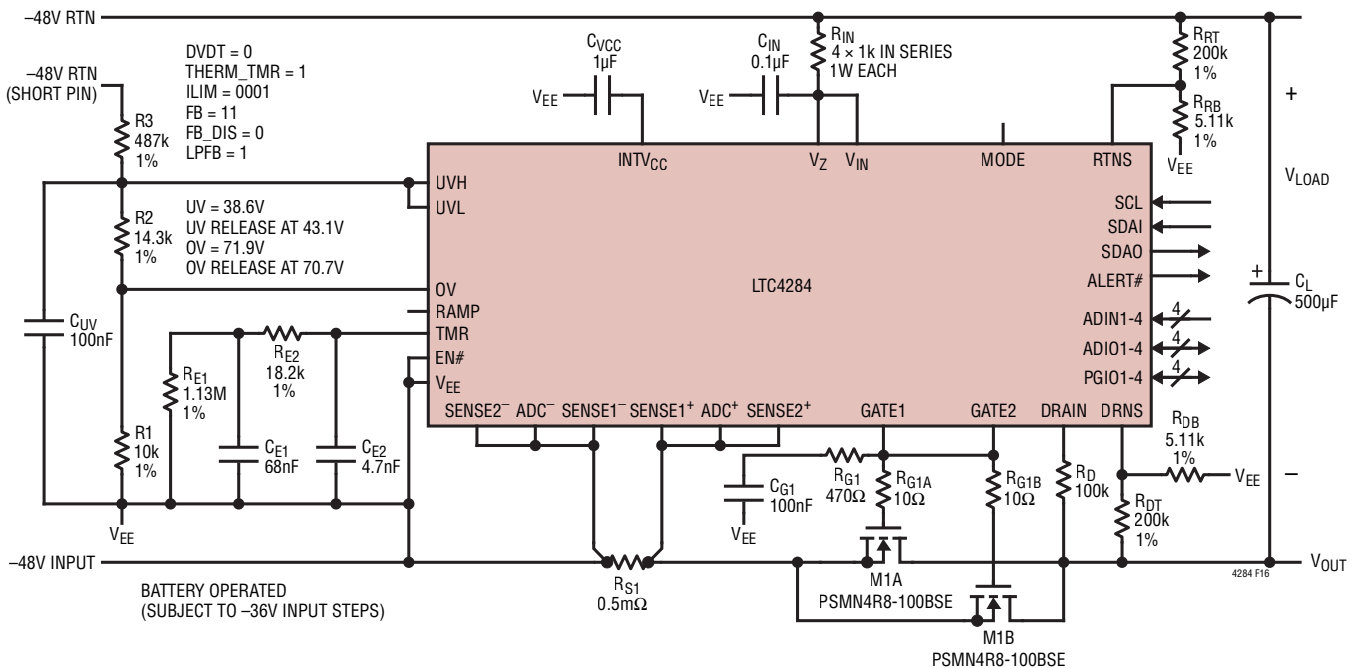 –48V RTN
–48V RTN
(SHORT PIN)
DVDT = 0
THERM_TMR = 1
ILIM = 0001
FB = 11
FB_DIS = 0
LPFB = 1
R3
487k
1%
R2
14.3k
1%
UV = 38.6V
UV RELEASE AT 43.1V
OV = 71.9V
OV RELEASE AT 70.7V
CUV
100nF
R1
10k
1%
RE1
1.13M
1%
RE2
18.2k
1%
CE1
68nF
CE2
4.7nF
VEE
–48V INPUT
BATTERY OPERATED
(SUBJECT TO –36V INPUT STEPS)
CVCC
1µF
VEE
CIN
0.1µF
VEE
RIN
4 × 1k IN SERIES
1W EACH
RRT
200k
1%
RRB
5.11k
1%
VEE
INTVCC
VZ
VIN
MODE
RTNS
UVH
UVL
OV
RAMP
TMR
EN#
VEE
LTC4284
SCL
SDAI
SDAO
ALERT#
ADIN1-4
4
ADIO1-4
4
PGIO1-4
4
SENSE2–
ADC–
SENSE1–
SENSE1+
ADC+
SENSE2+
GATE1
GATE2
DRAIN
DRNS
+
VLOAD
–
+
CL
500µF
RS1
0.5mΩ
CG1
100nF
VEE
RG1
470Ω
RG1A
10Ω
RG1B
10Ω
RD
100k
RDB
5.11k
1%
VEE
RDT
200k
1%
M1A
PSMN4R8-100BSE
M1B
PSMN4R8-100BSE
4284 F16
VOUT